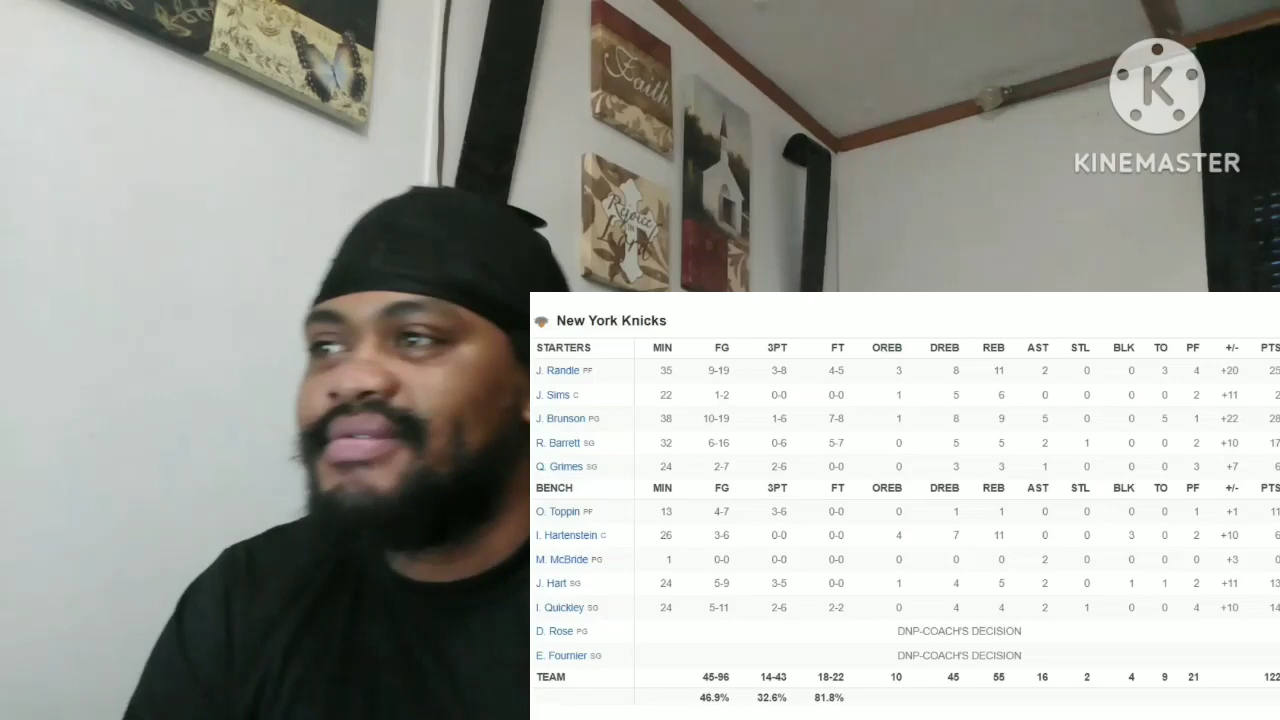 Faith
Rejoice
Lord
K
KINEMASTER
New York Knicks
STARTERS MIN FG 3PT FT OREB DREB REB AST STL BLK TO PF +/- PTS
J. Randle PF 35 9-19 3-8 4-5 3 8 11 2 0 0 3 4 +20 25
J. Sims C 22 1-2 0-0 0-0 1 5 6 0 0 0 0 2 +11 2
J. Brunson PG 38 10-19 1-6 7-8 1 8 9 5 0 0 5 1 +22 28
R. Barrett SG 32 6-16 0-6 5-7 0 5 5 2 1 0 0 2 +10 17
Q. Grimes SG 24 2-7 2-6 0-0 0 3 3 1 0 0 0 3 +7 6
BENCH MIN FG 3PT FT OREB DREB REB AST STL BLK TO PF +/- PTS
O. Toppin PF 13 4-7 3-6 0-0 0 1 1 0 0 0 0 1 +1 11
I. Hartenstein C 26 3-6 0-0 0-0 4 7 11 0 0 3 0 2 +10 6
M. McBride PG 1 0-0 0-0 0-0 0 0 0 2 0 0 0 0 +3 0
J. Hart SG 24 5-9 3-5 0-0 1 4 5 2 0 1 1 2 +11 13
I. Quickley SG 24 5-11 2-6 2-2 0 4 4 2 1 0 0 4 +10 14
D. Rose PG DNP-COACH'S DECISION
E. Fournier SG DNP-COACH'S DECISION
TEAM 45-96 14-43 18-22 10 45 55 16 2 4 9 21 122
46.9% 32.6% 81.8%